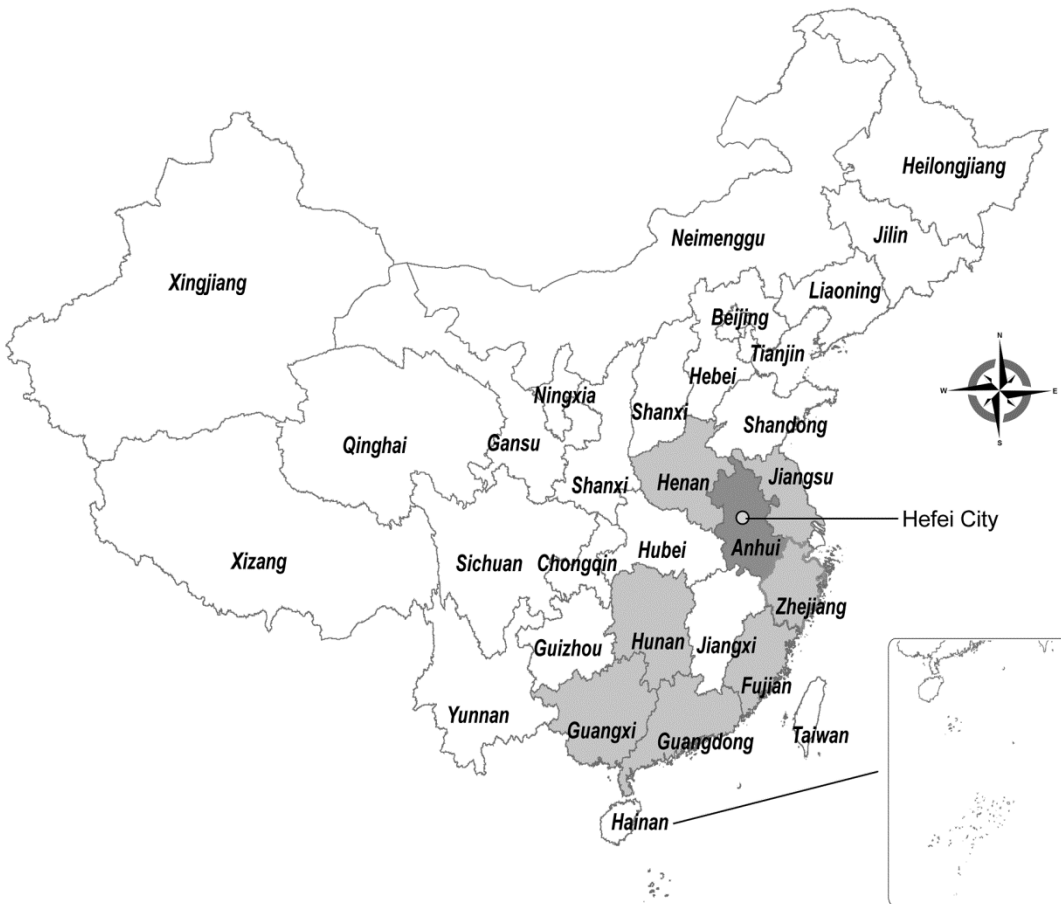 Heilongjiang
Neimenggu
Jilin
Xingjiang
Liaoning
Beijing
Tianjin
Hebei
Ningxia
Shanxi
Shandong
Qinghai
Gansu
Henan
Jiangsu
Shanxi
Hefei City
Anhui
Hubei
Xizang
Sichuan
Chongqin
Zhejiang
Guizhou
Hunan
Jiangxi
Fujian
Yunnan
Guangxi
Guangdong
Taiwan
Hainan
N
W
E
S